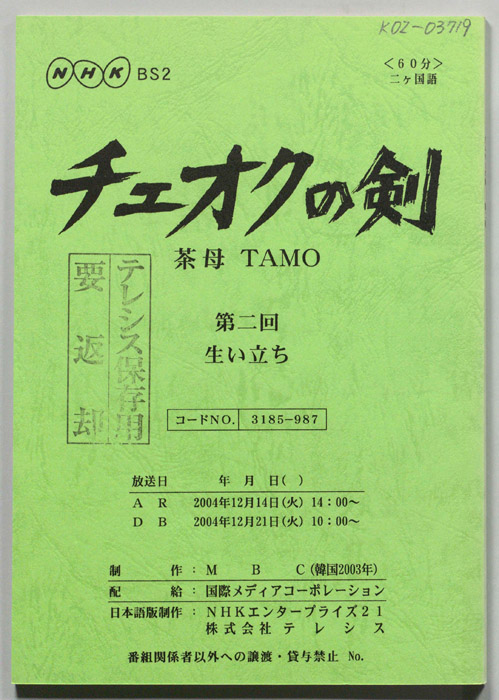 KOZ-03719
NHK BS2
<60分>
二ヶ国語
チェオクの剣
茶母 TAMO
テレシス保存用
要返却
第二回
生い立ち
コードNO. 3185-987
放送日 年 月 日( )
AR 2004年12月14日(火) 14:00~
DB 2004年12月21日(火) 10:00~
制作:MBC(韓国2003年)
配給:国際メディアコーポレーション
日本語版制作:NHKエンタープライズ21
株式会社テレシス
番組関係者以外への譲渡・貸与禁止 No.